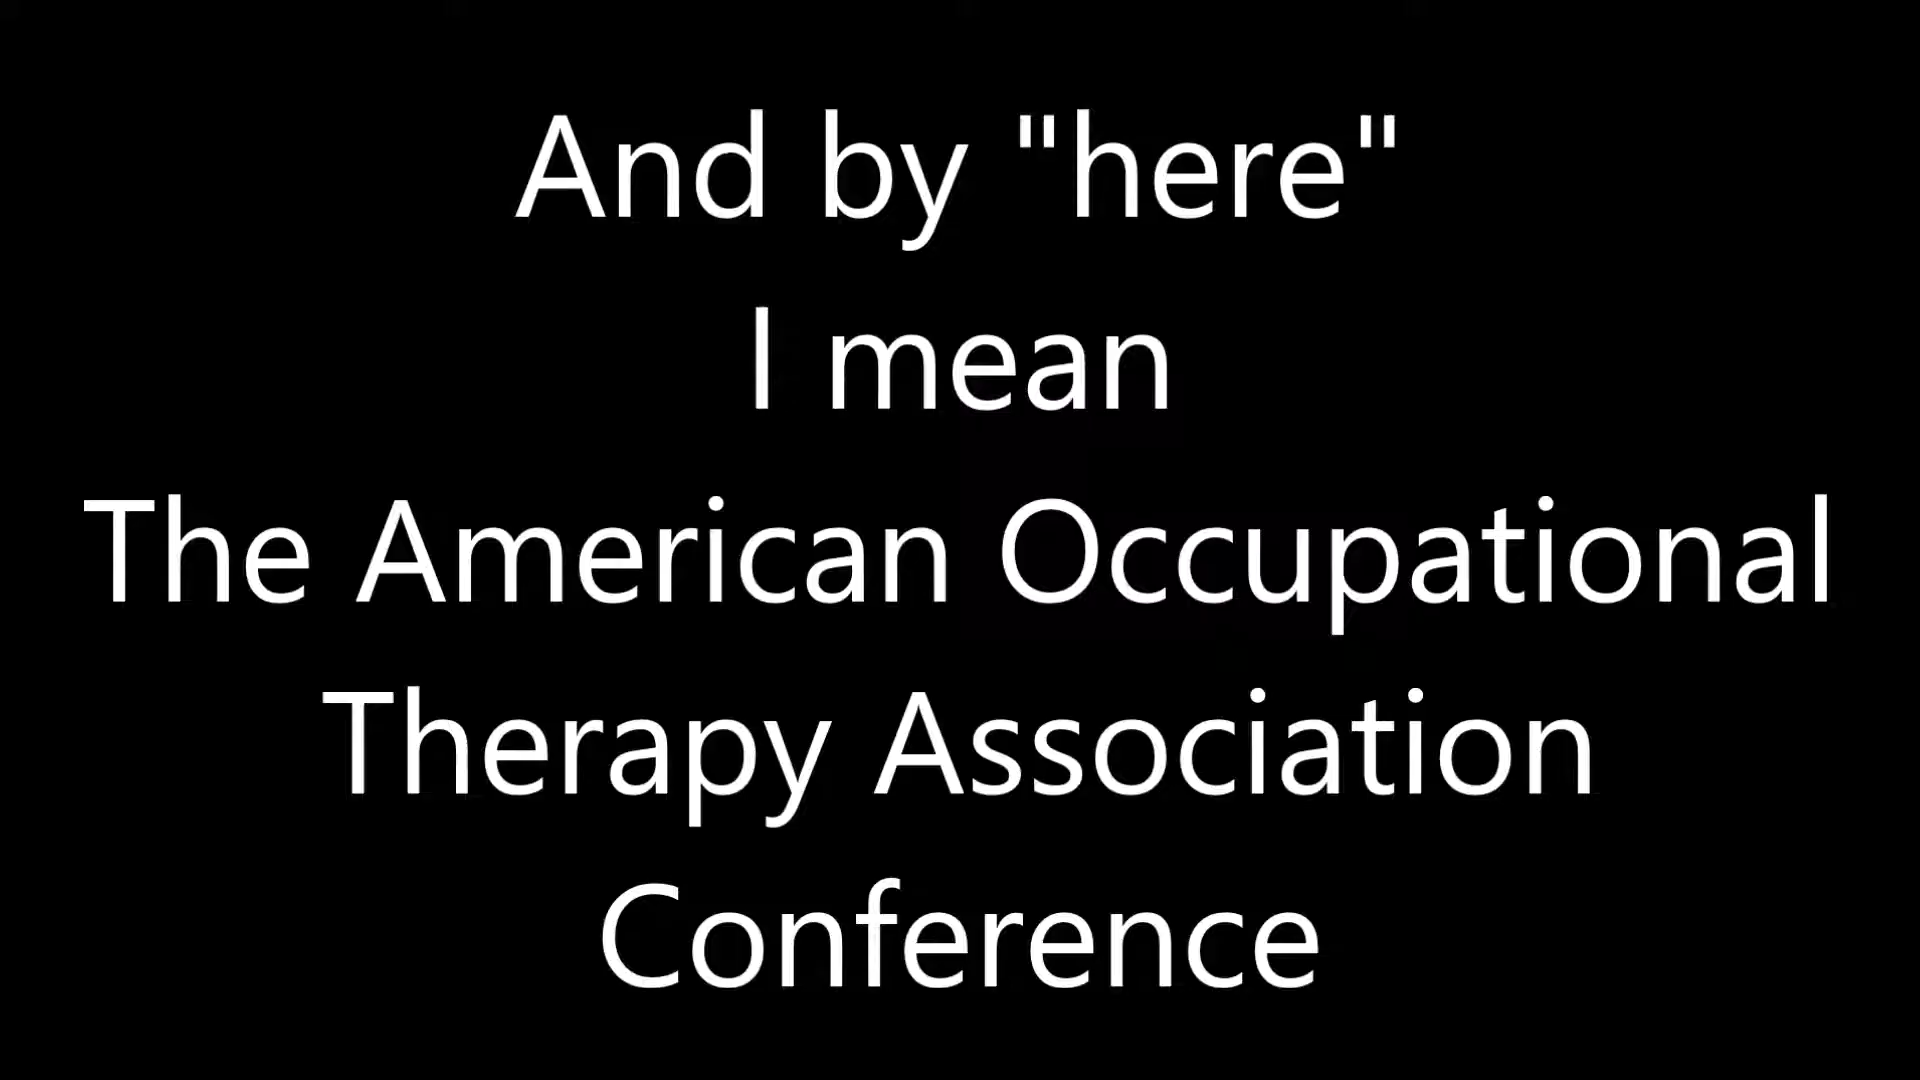 And by "here"
I mean
The American Occupational
Therapy Association
Conference